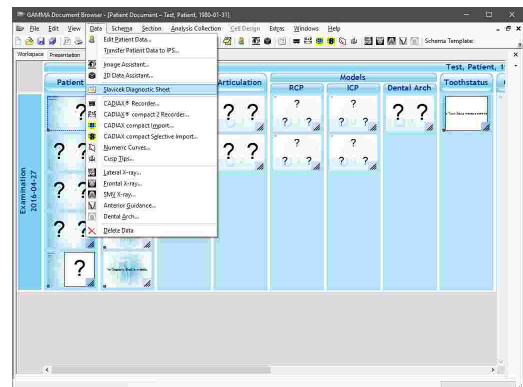 GAMMA Document Browser - [Patient Document - Test, Patient, 1980-01-31]
File Edit View Data Schema Section Analysis Collection Cell Design Extras Windows Help
Schema Template:
Workspace Presentation
Edit Patient Data...
Transfer Patient Data to IPS...
Image Assistant...
3D Data Assistant...
Slavicek Diagnostic Sheet
CADIAX® Recorder...
CADIAX® compact 2 Recorder...
CADIAX compact Import...
CADIAX compact Selective Import...
Numeric Curves...
Cusp Tips...
Lateral X-ray...
Frontal X-ray...
SMV X-ray...
Anterior Guidance...
Dental Arch...
Delete Data
Test, Patient, 1
Patient
Articulation
Models
RCP
ICP
Dental Arch
Toothstatus
Examination
2016-04-27
? ? ? ? ? ? ? ?
? ? ? ? ? ? ? ?
? ?
? ?
?